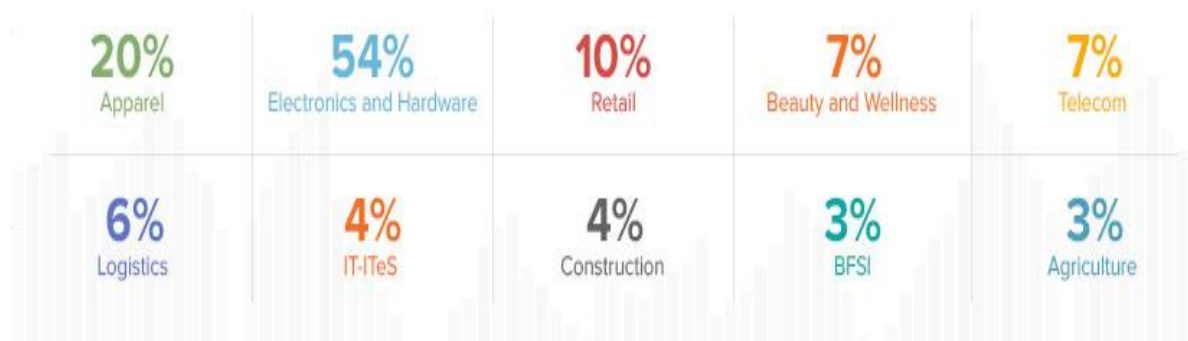 20%
Apparel
54%
Electronics and Hardware
10%
Retail
7%
Beauty and Wellness
7%
Telecom
6%
Logistics
4%
IT-ITeS
4%
Construction
3%
BFSI
3%
Agriculture